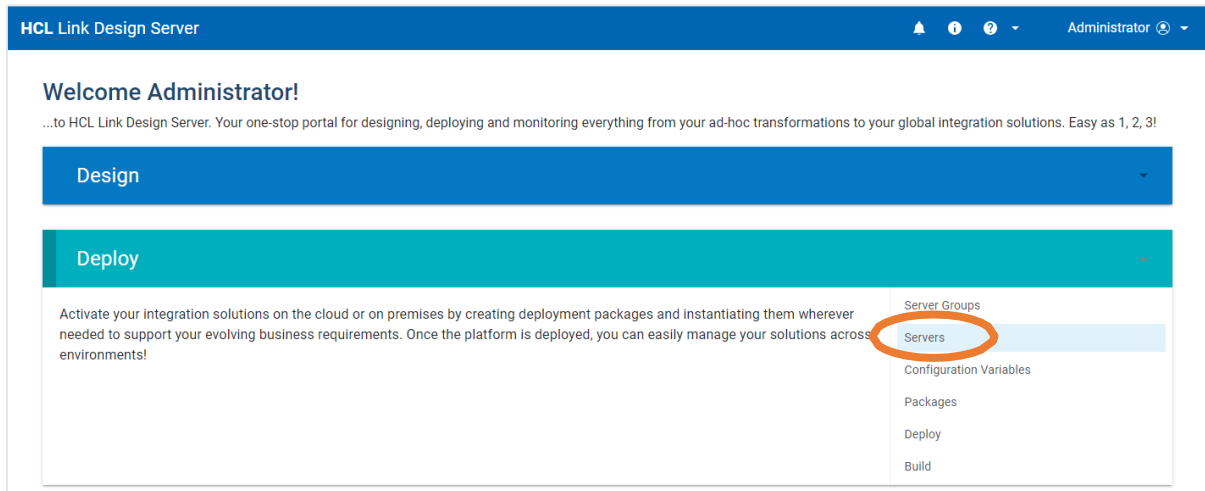 HCL Link Design Server
Administrator
Welcome Administrator!
...to HCL Link Design Server. Your one-stop portal for designing, deploying and monitoring everything from your ad-hoc transformations to your global integration solutions. Easy as 1, 2, 3!
Design
Deploy
Activate your integration solutions on the cloud or on premises by creating deployment packages and instantiating them wherever
needed to support your evolving business requirements. Once the platform is deployed, you can easily manage your solutions across
environments!
Server Groups
Servers
Configuration Variables
Packages
Deploy
Build